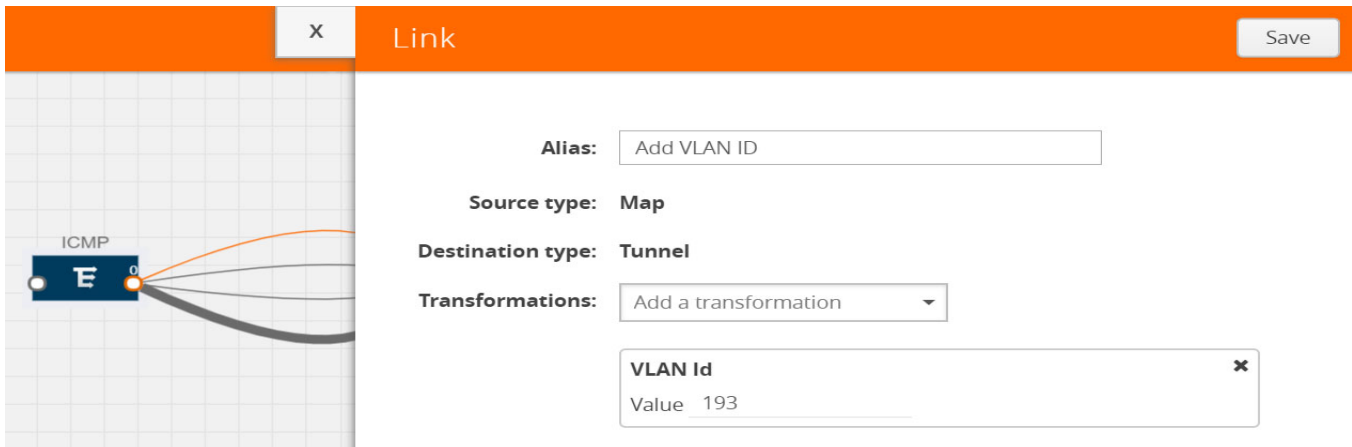 X
Link
Save
Alias: Add VLAN ID
Source type: Map
ICMP
0
Destination type: Tunnel
Transformations: Add a transformation
VLAN Id
Value 193